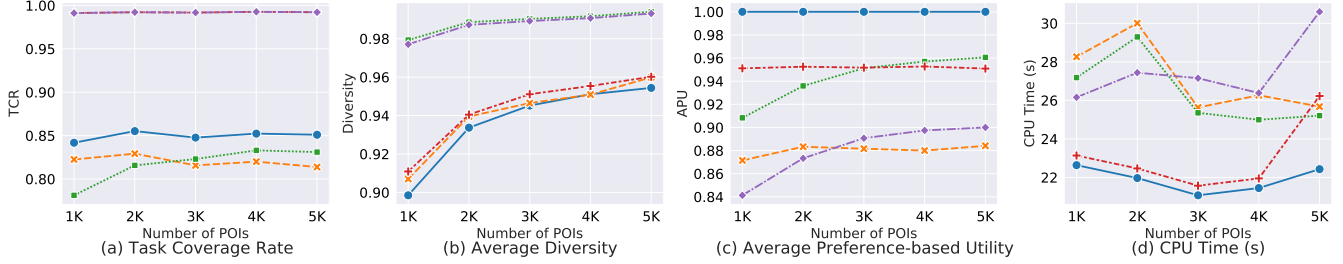 TCR
1.00
0.95
0.90
0.85
0.80
1K 2K 3K 4K 5K
Number of POIs
(a) Task Coverage Rate
Diversity
0.98
0.96
0.94
0.92
0.90
1K 2K 3K 4K 5K
Number of POIs
(b) Average Diversity
APU
1.00
0.98
0.96
0.94
0.92
0.90
0.88
0.86
0.84
1K 2K 3K 4K 5K
Number of POIs
(c) Average Preference-based Utility
CPU Time (s)
30
28
26
24
22
1K 2K 3K 4K 5K
Number of POIs
(d) CPU Time (s)